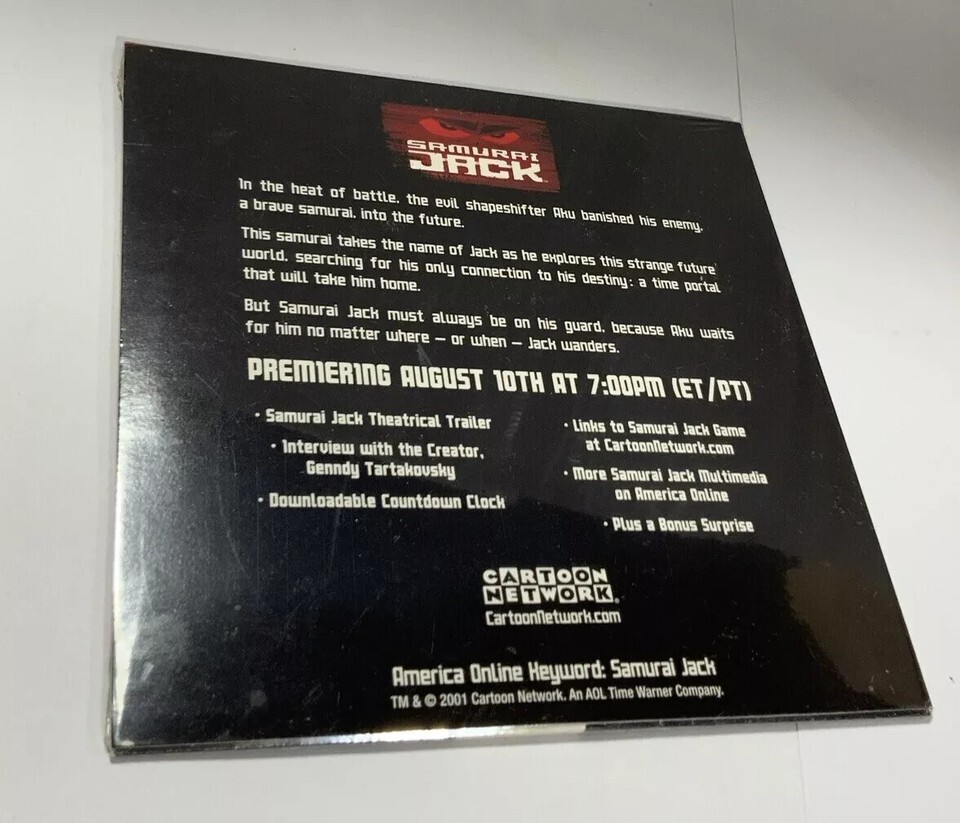 SAMURAI
JACK
In the heat of battle, the evil shapeshifter Aku banished his enemy,
a brave samurai, into the future.
This samurai takes the name of Jack as he explores this strange future
world, searching for his only connection to his destiny: a time portal
that will take him home.
But Samurai Jack must always be on his guard, because Aku waits
for him no matter where – or when – Jack wanders.
PREMIERING AUGUST 10TH AT 7:00PM (ET/PT)
• Samurai Jack Theatrical Trailer
• Interview with the Creator,
Genndy Tartakovsky
• Downloadable Countdown Clock
• Links to Samurai Jack Game
at CartoonNetwork.com
• More Samurai Jack Multimedia
on America Online
• Plus a Bonus Surprise
CARTOON
NETWORK.
CartoonNetwork.com
America Online Keyword: Samurai Jack
TM & © 2001 Cartoon Network. An AOL Time Warner Company.